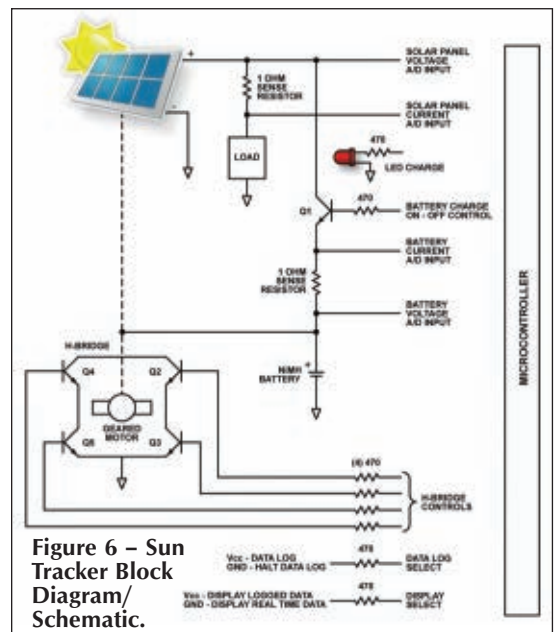 +
-
1 OHM
SENSE
RESISTOR
SOLAR PANEL
VOLTAGE
A/D INPUT
SOLAR PANEL
CURRENT
A/D INPUT
LOAD
470
LED CHARGE
470
Q1
BATTERY CHARGE
ON - OFF CONTROL
BATTERY
CURRENT
A/D INPUT
1 OHM
SENSE
RESISTOR
BATTERY
VOLTAGE
A/D INPUT
MICROCONTROLLER
H-BRIDGE
NIMH
BATTERY
+
Q4
Q2
GEARED
MOTOR
Q3
(4) 470
H-BRIDGE
CONTROLS
470
Vcc - DATA LOG
GND - HALT DATA LOG
DATA LOG
SELECT
470
Vcc - DISPLAY LOGGED DATA
GND - DISPLAY REAL TIME DATA
DISPLAY
SELECT
Figure 6 – Sun
Tracker Block
Diagram/
Schematic.